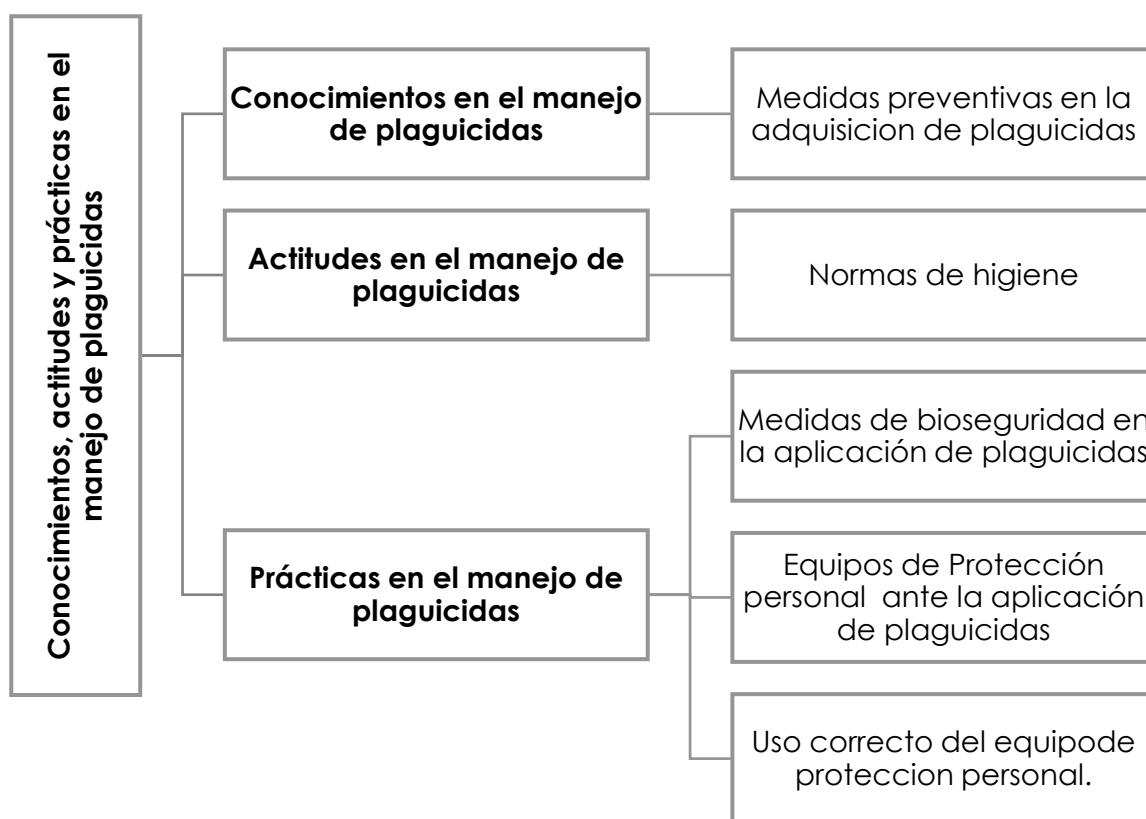 Conocimientos, actitudes y prácticas en el
manejo de plaguicidas
Conocimientos en el manejo
de plaguicidas
Medidas preventivas en la
adquisicion de plaguicidas
Actitudes en el manejo de
plaguicidas
Normas de higiene
Prácticas en el manejo de
plaguicidas
Medidas de bioseguridad en
la aplicación de plaguicidas
Equipos de Protección
personal ante la aplicación
de plaguicidas
Uso correcto del equipode
proteccion personal.